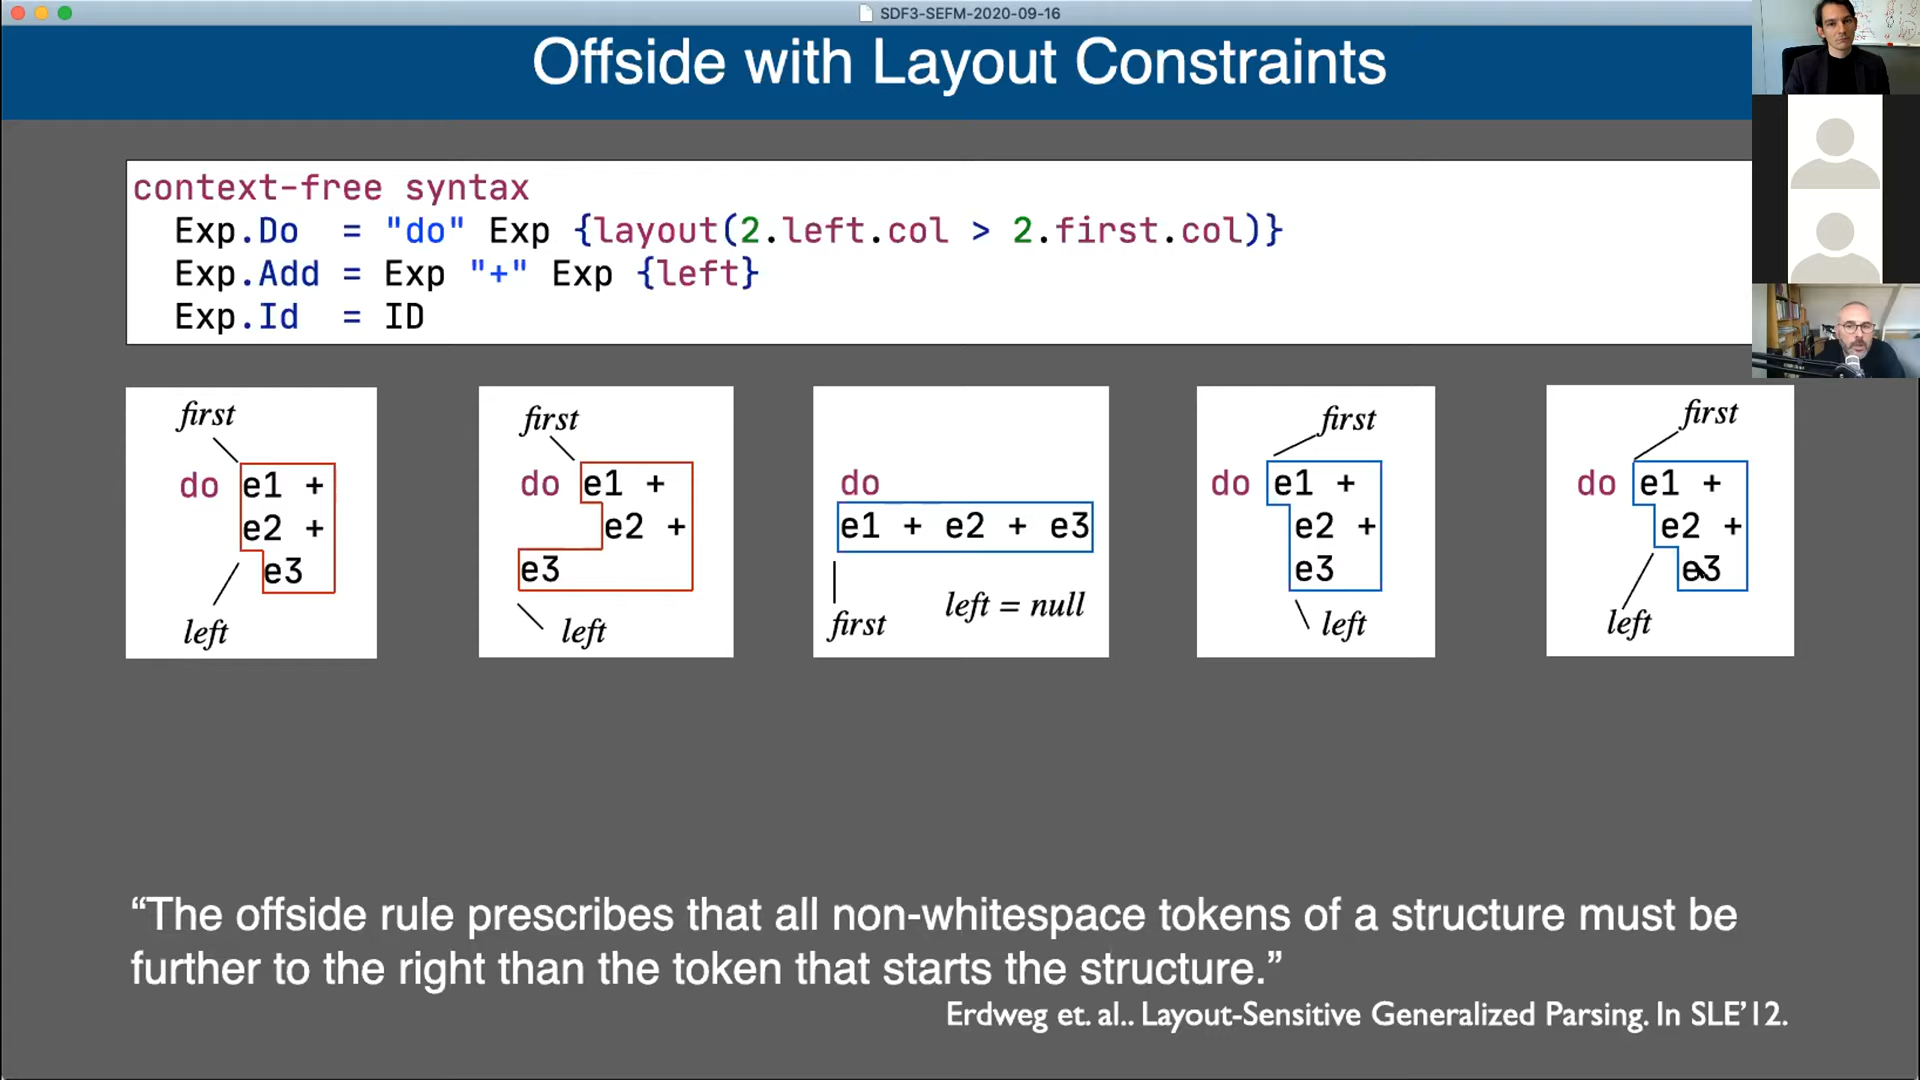 SDF3-SEFM-2020-09-16
Offside with Layout Constraints
context-free syntax
Exp.Do = "do" Exp {layout(2.left.col > 2.first.col)}
Exp.Add = Exp "+" Exp {left}
Exp.Id = ID
first
do e1 +
e2 +
e3
left
first
do e1 +
e2 +
e3
left
do
e1 + e2 + e3
first
left = null
first
do e1 +
e2 +
e3
left
first
do e1 +
e2 +
e3
left
“The offside rule prescribes that all non-whitespace tokens of a structure must be
further to the right than the token that starts the structure.”
Erdweg et. al.. Layout-Sensitive Generalized Parsing. In SLE’12.